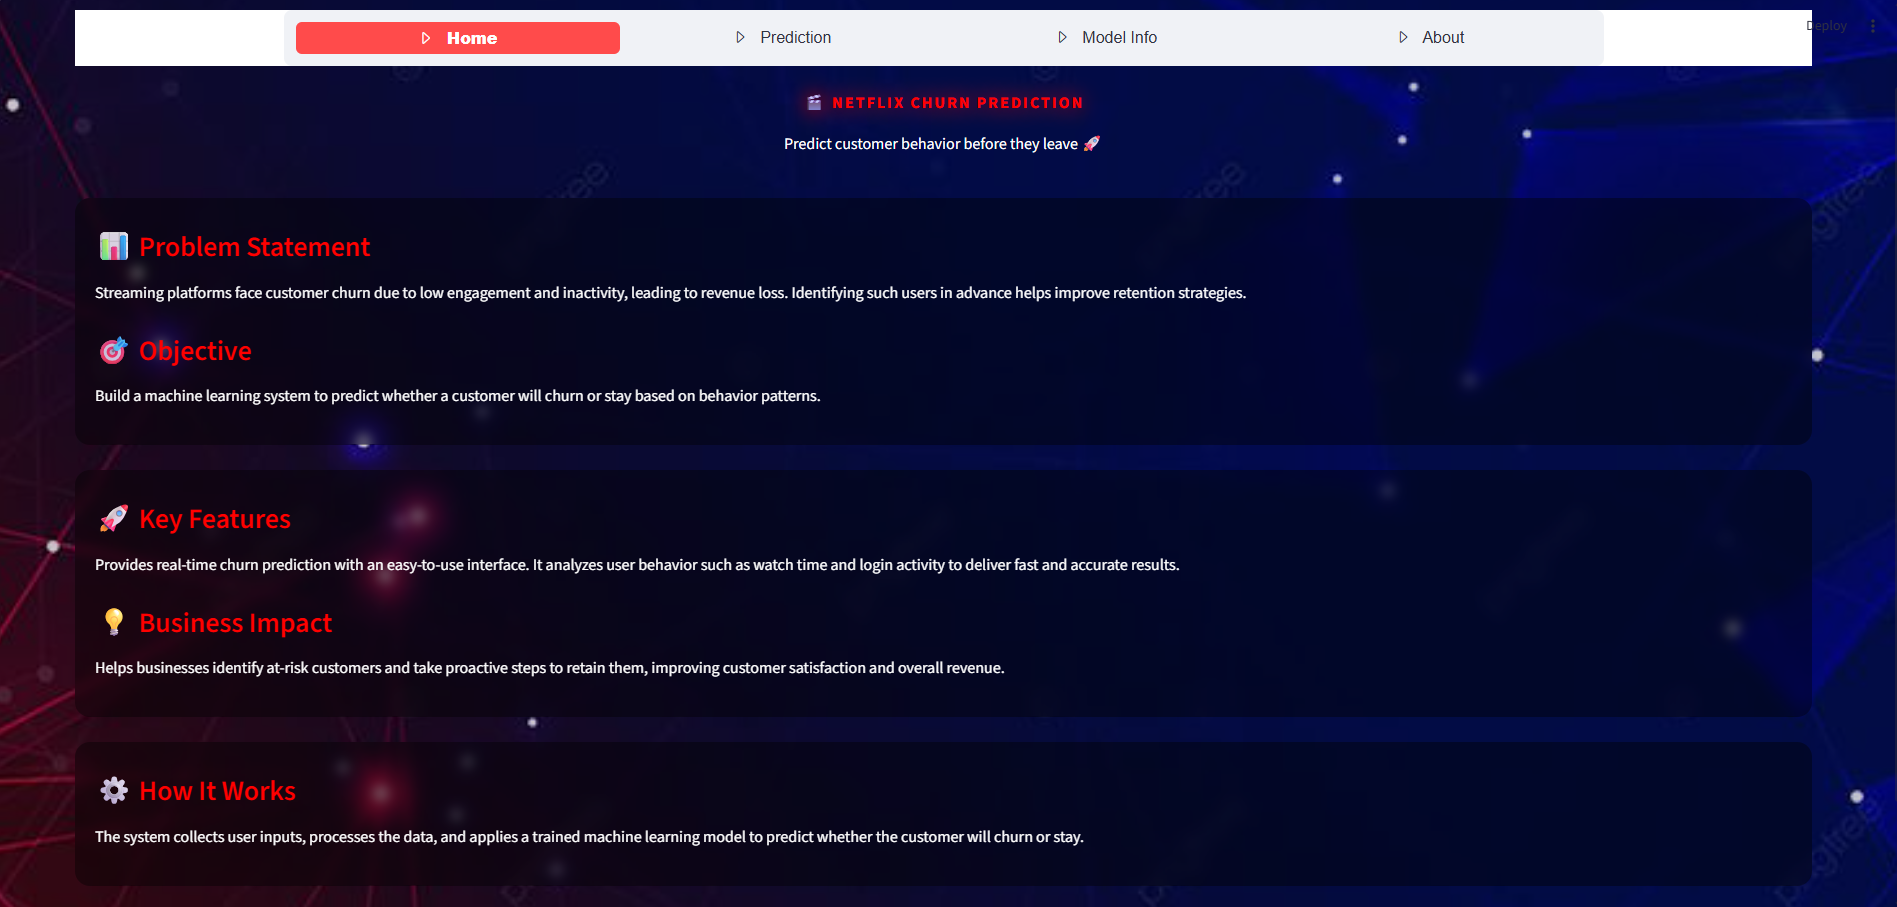 Home
Prediction
Model Info
About
Deploy
NETFLIX CHURN PREDICTION
Predict customer behavior before they leave 🚀
Problem Statement
Streaming platforms face customer churn due to low engagement and inactivity, leading to revenue loss. Identifying such users in advance helps improve retention strategies.
Objective
Build a machine learning system to predict whether a customer will churn or stay based on behavior patterns.
Key Features
Provides real-time churn prediction with an easy-to-use interface. It analyzes user behavior such as watch time and login activity to deliver fast and accurate results.
Business Impact
Helps businesses identify at-risk customers and take proactive steps to retain them, improving customer satisfaction and overall revenue.
How It Works
The system collects user inputs, processes the data, and applies a trained machine learning model to predict whether the customer will churn or stay.